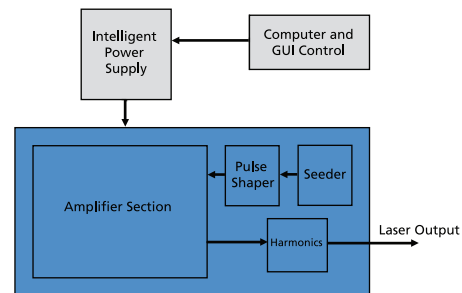 Intelligent
Power
Supply
Computer and
GUI Control
Amplifier Section
Pulse
Shaper
Seeder
Harmonics
Laser Output